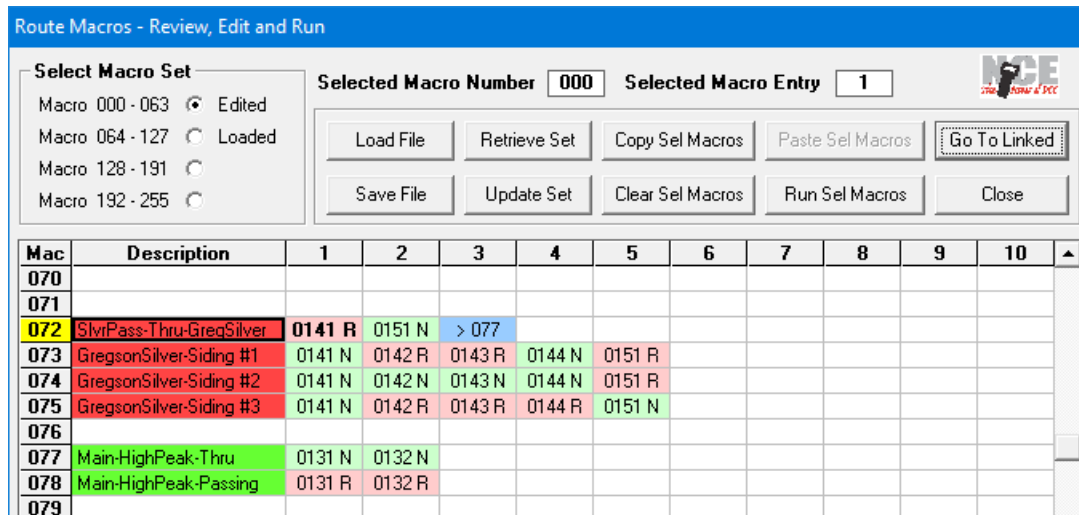 Route Macros - Review, Edit and Run
Select Macro Set
Macro 000 - 063 Edited
Macro 064 - 127 Loaded
Macro 128 - 191
Macro 192 - 255
Selected Macro Number 000 Selected Macro Entry 1
NCE
Load File Retrieve Set Copy Sel Macros Paste Sel Macros Go To Linked
Save File Update Set Clear Sel Macros Run Sel Macros Close
Mac Description 1 2 3 4 5 6 7 8 9 10
070
071
072 SlvrPass-Thru-GregSilver 0141 R 0151 N > 077
073 GregsonSilver-Siding #1 0141 N 0142 R 0143 R 0144 N 0151 R
074 GregsonSilver-Siding #2 0141 N 0142 N 0143 N 0144 N 0151 R
075 GregsonSilver-Siding #3 0141 N 0142 R 0143 R 0144 R 0151 N
076
077 Main-HighPeak-Thru 0131 N 0132 N
078 Main-HighPeak-Passing 0131 R 0132 R
079